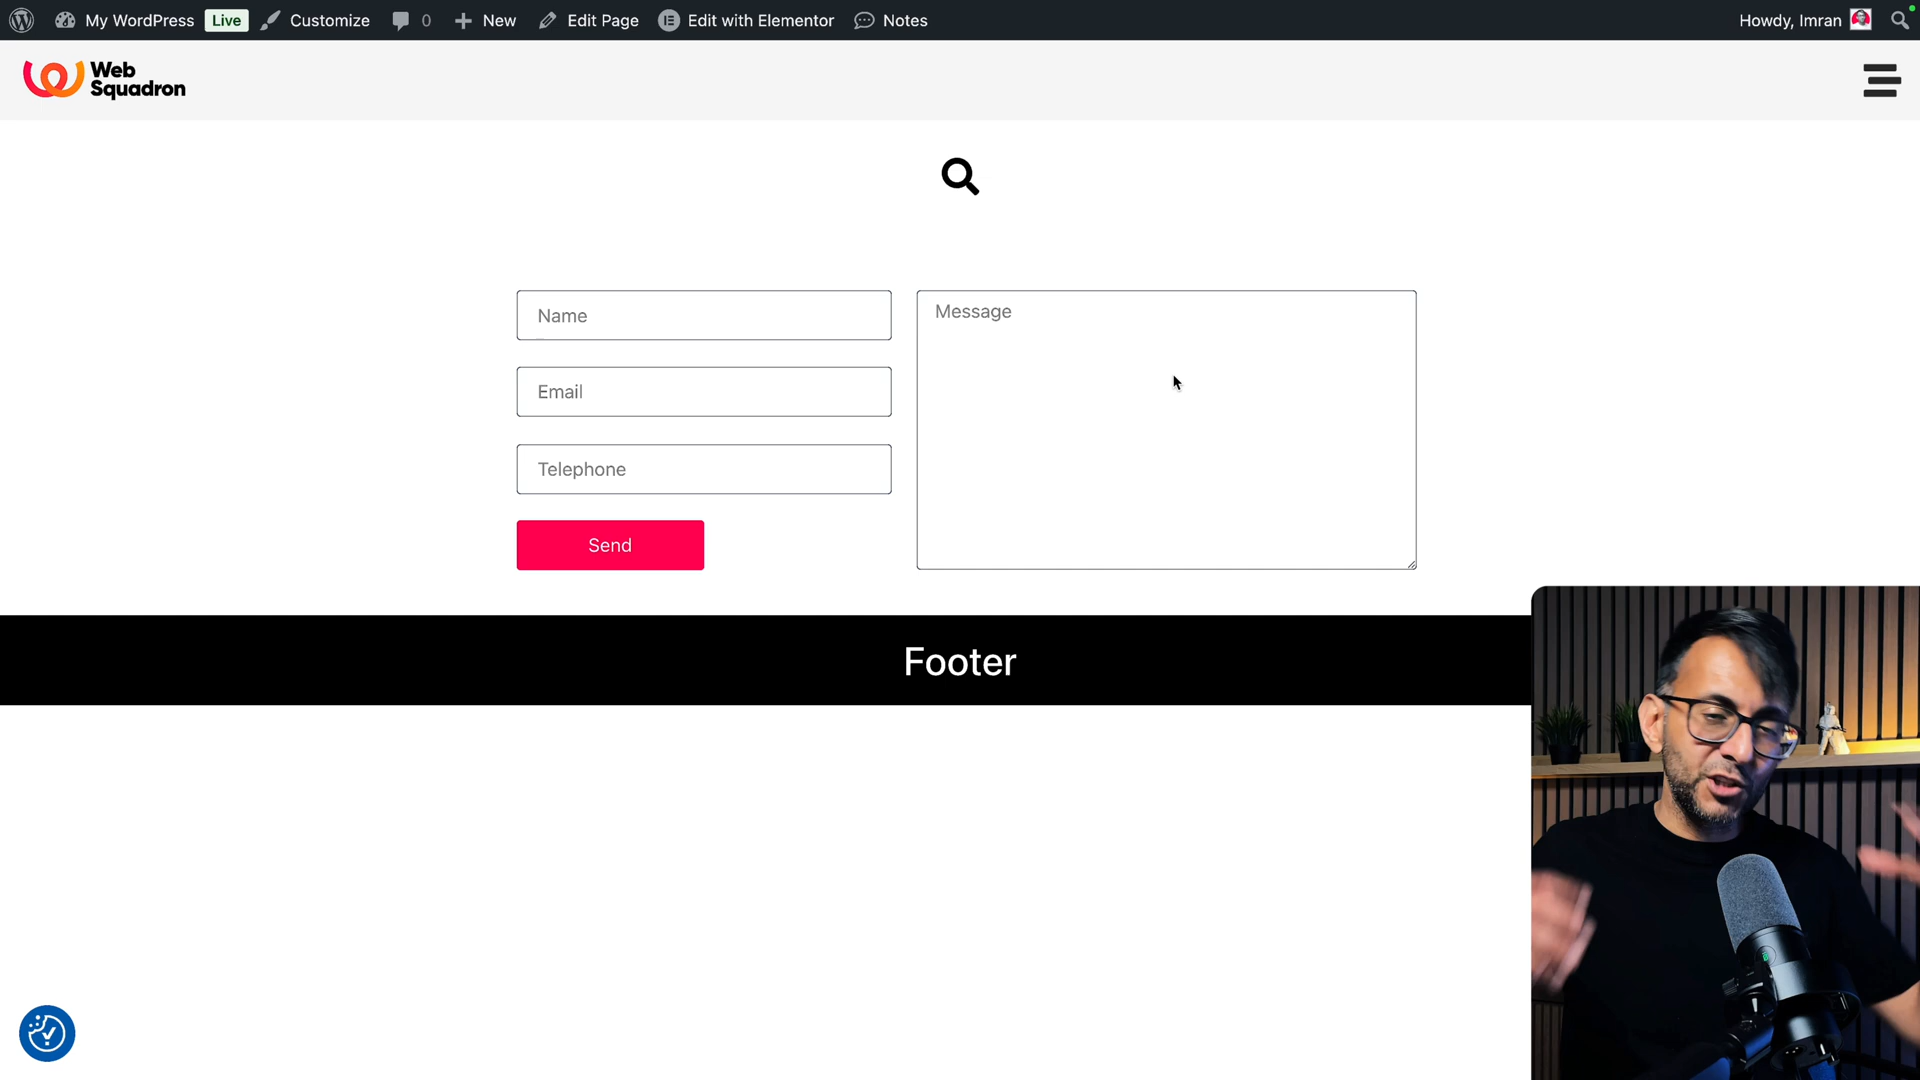 My WordPress Live Customize 0 New Edit Page Edit with Elementor Notes Howdy, Imran
Web
Squadron
Name
Message
Email
Telephone
Send
Footer